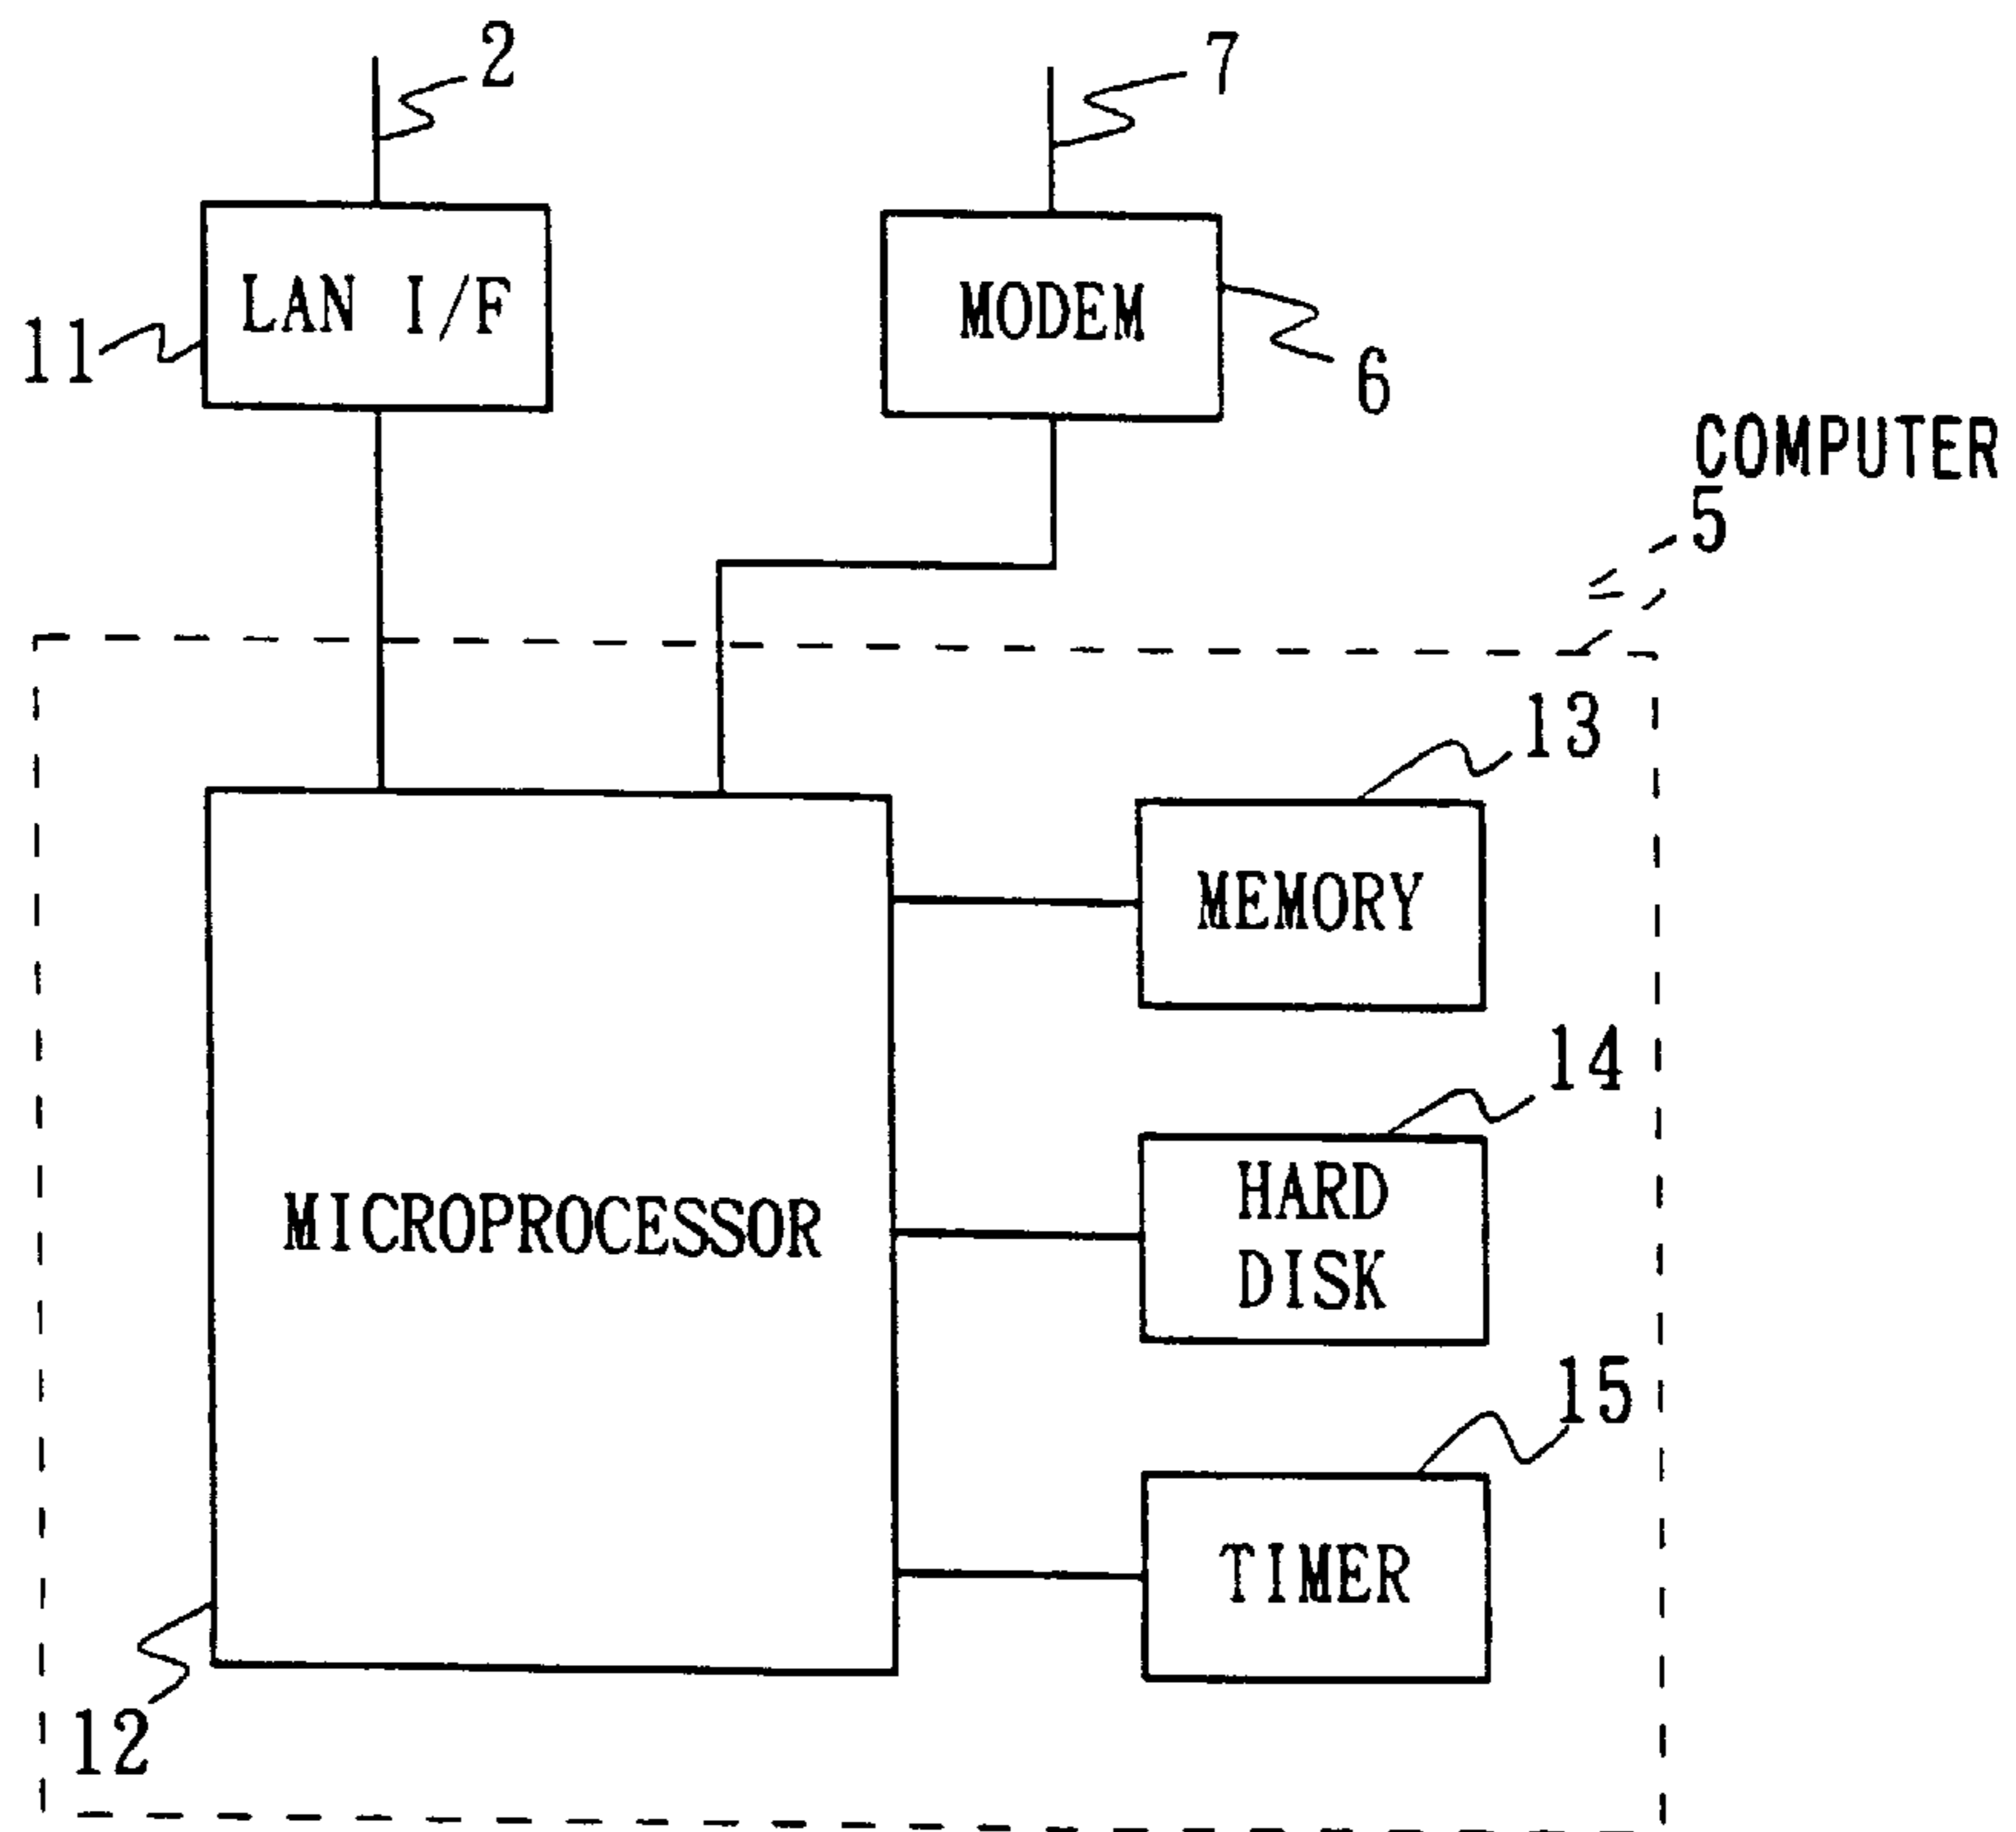 2
7
LAN I/F
MODEM
11
6
COMPUTER
5
13
MEMORY
14
HARD
DISK
MICROPROCESSOR
15
TIMER
12